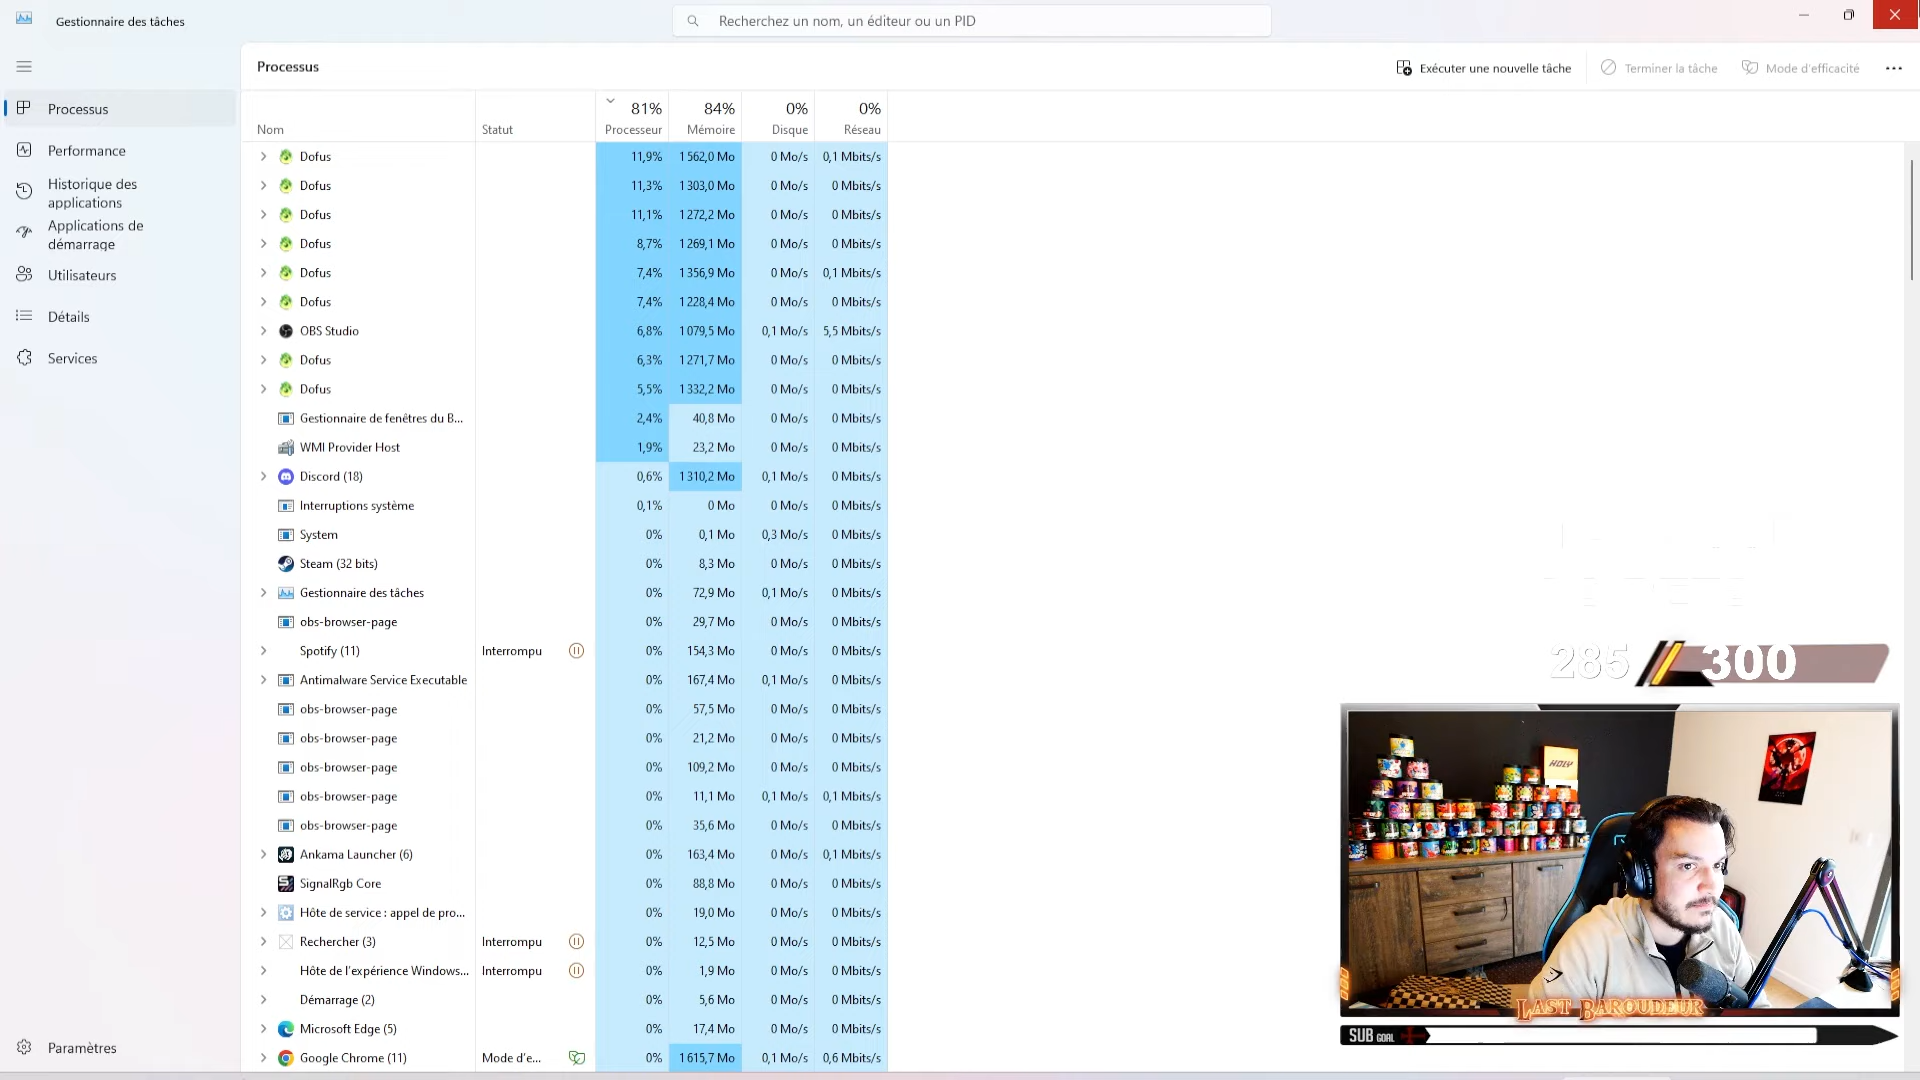 Gestionnaire des tâches
Recherchez un nom, un éditeur ou un PID
Processus
Performance
Historique des
applications
Applications de
démarrage
Utilisateurs
Détails
Services
Paramètres
Processus
Exécuter une nouvelle tâche
Terminer la tâche
Mode d'efficacité
81% 84% 0% 0%
Nom Statut Processeur Mémoire Disque Réseau
Dofus 11,9% 1 562,0 Mo 0 Mo/s 0,1 Mbits/s
Dofus 11,3% 1 303,0 Mo 0 Mo/s 0 Mbits/s
Dofus 11,1% 1 272,2 Mo 0 Mo/s 0 Mbits/s
Dofus 8,7% 1 269,1 Mo 0 Mo/s 0 Mbits/s
Dofus 7,4% 1 356,9 Mo 0 Mo/s 0,1 Mbits/s
Dofus 7,4% 1 228,4 Mo 0 Mo/s 0 Mbits/s
OBS Studio 6,8% 1 079,5 Mo 0,1 Mo/s 5,5 Mbits/s
Dofus 6,3% 1 271,7 Mo 0 Mo/s 0 Mbits/s
Dofus 5,5% 1 332,2 Mo 0 Mo/s 0 Mbits/s
Gestionnaire de fenêtres du B... 2,4% 40,8 Mo 0 Mo/s 0 Mbits/s
WMI Provider Host 1,9% 23,2 Mo 0 Mo/s 0 Mbits/s
Discord (18) 0,6% 1 310,2 Mo 0,1 Mo/s 0 Mbits/s
Interruptions système 0,1% 0 Mo 0 Mo/s 0 Mbits/s
System 0% 0,1 Mo 0,3 Mo/s 0 Mbits/s
Steam (32 bits) 0% 8,3 Mo 0 Mo/s 0 Mbits/s
Gestionnaire des tâches 0% 72,9 Mo 0,1 Mo/s 0 Mbits/s
obs-browser-page 0% 29,7 Mo 0 Mo/s 0 Mbits/s
Spotify (11) Interrompu 0% 154,3 Mo 0 Mo/s 0 Mbits/s
Antimalware Service Executable 0% 167,4 Mo 0,1 Mo/s 0 Mbits/s
obs-browser-page 0% 57,5 Mo 0 Mo/s 0 Mbits/s
obs-browser-page 0% 21,2 Mo 0 Mo/s 0 Mbits/s
obs-browser-page 0% 109,2 Mo 0 Mo/s 0 Mbits/s
obs-browser-page 0% 11,1 Mo 0,1 Mo/s 0,1 Mbits/s
obs-browser-page 0% 35,6 Mo 0 Mo/s 0 Mbits/s
Ankama Launcher (6) 0% 163,4 Mo 0 Mo/s 0,1 Mbits/s
SignalRgb Core 0% 88,8 Mo 0 Mo/s 0 Mbits/s
Hôte de service : appel de pro... 0% 19,0 Mo 0 Mo/s 0 Mbits/s
Rechercher (3) Interrompu 0% 12,5 Mo 0 Mo/s 0 Mbits/s
Hôte de l'expérience Windows... Interrompu 0% 1,9 Mo 0 Mo/s 0 Mbits/s
Démarrage (2) 0% 5,6 Mo 0 Mo/s 0 Mbits/s
Microsoft Edge (5) 0% 17,4 Mo 0 Mo/s 0 Mbits/s
Google Chrome (11) Mode d'e... 0% 1 615,7 Mo 0,1 Mo/s 0,6 Mbits/s
285 300
HOLY
LAST BAROUDEUR
SUB GOAL